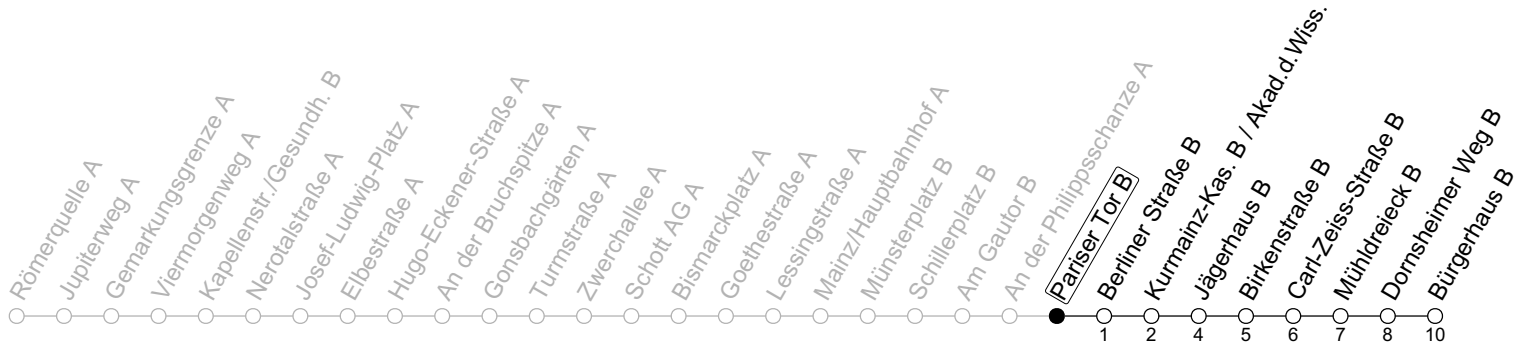 Römerquelle A
Jupiterweg A
Gemarkungsgrenze A
Viermorgenweg A
Kapellenstr./Gesundh. B
Nerotalstraße A
Josef-Ludwig-Platz A
Elbestraße A
Hugo-Eckener-Straße A
An der Bruchspitze A
Gonsbachgärten A
Turmstraße A
Zwerchallee A
Schott AG A
Bismarckplatz A
Goethestraße A
Lessingstraße A
Mainz/Hauptbahnhof A
Münsterplatz B
Schillerplatz B
Am Gautor B
An der Philippsschanze A
Pariser Tor B
Berliner Straße B
Kurmainz-Kas. B / Akad.d.Wiss.
Jägerhaus B
Birkenstraße B
Carl-Zeiss-Straße B
Mühldreieck B
Dornsheimer Weg B
Bürgerhaus B
1 2 4 5 6 7 8 10